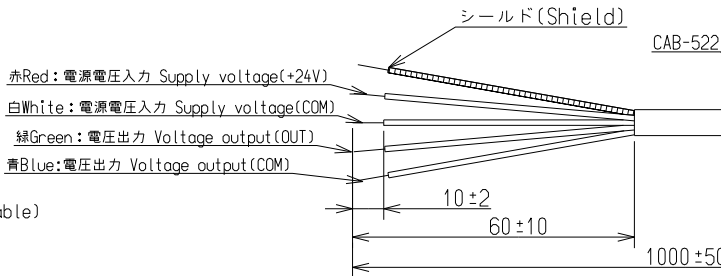 シールド(Shield)
CAB-522
赤Red：電源電圧入力 Supply voltage(+24V)
白White：電源電圧入力 Supply voltage(COM)
緑Green：電圧出力 Voltage output(OUT)
青Blue:電圧出力 Voltage output(COM)
able)
10±2
60±10
1000±50